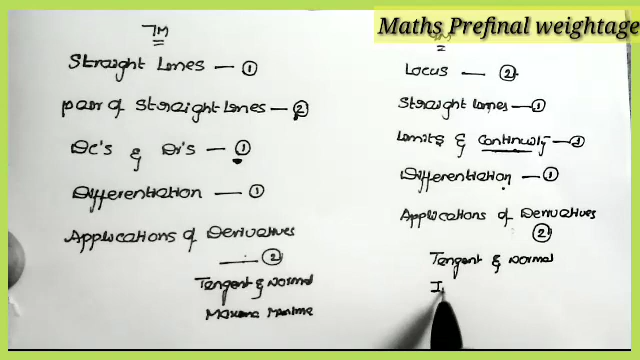 Maths Prefinal weightage
7M
Straight Lines — ①
pair of Straight Lines — ②
DC's & Dr's — ①
Differentiation — ①
Applications of Derivatives
— ②
Tangent & Normal
Maxima Minima
Locus — ②
Straight lines — ①
Limits & Continuity — ①
Differentiation — ①
Applications of Derivatives
②
Tangent & Normal
I